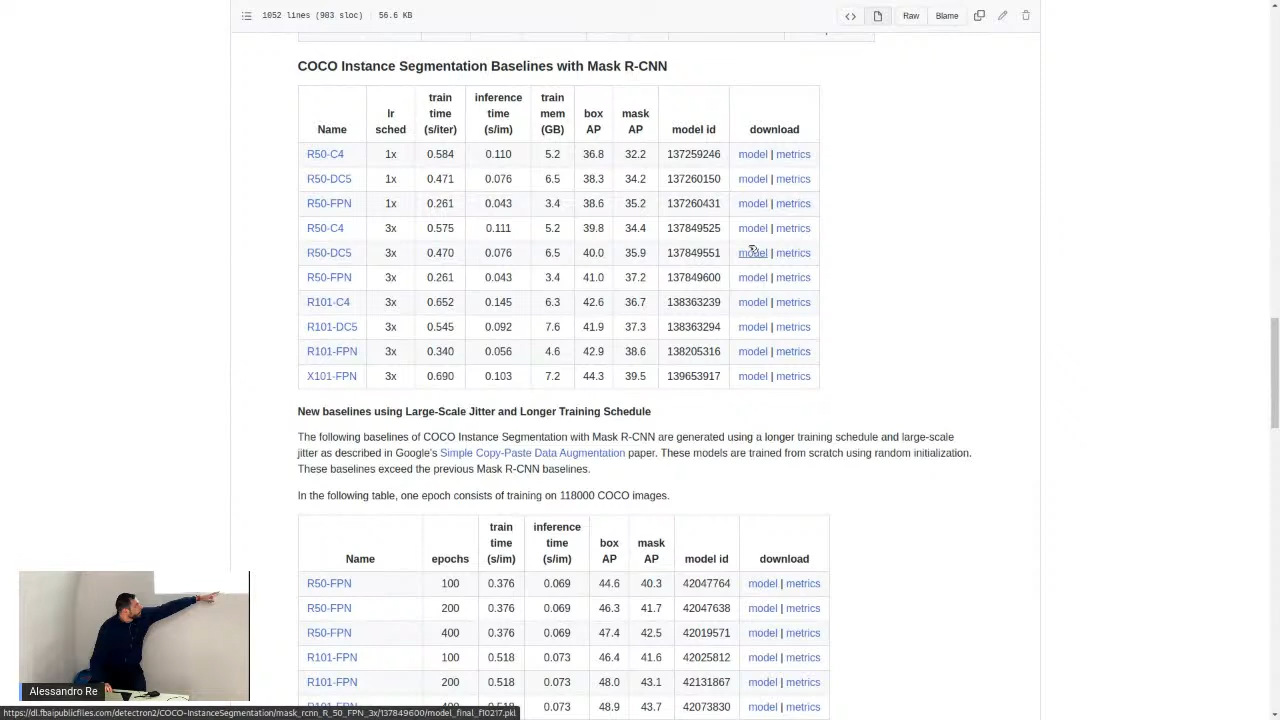 1052 lines (983 sloc) | 56.6 KB
Raw Blame
COCO Instance Segmentation Baselines with Mask R-CNN
Name lr sched train time (s/iter) inference time (s/im) train mem (GB) box AP mask AP model id download
R50-C4 1x 0.584 0.110 5.2 36.8 32.2 137259246 model | metrics
R50-DC5 1x 0.471 0.076 6.5 38.3 34.2 137260150 model | metrics
R50-FPN 1x 0.261 0.043 3.4 38.6 35.2 137260431 model | metrics
R50-C4 3x 0.575 0.111 5.2 39.8 34.4 137849525 model | metrics
R50-DC5 3x 0.470 0.076 6.5 40.0 35.9 137849551 model | metrics
R50-FPN 3x 0.261 0.043 3.4 41.0 37.2 137849600 model | metrics
R101-C4 3x 0.652 0.145 6.3 42.6 36.7 138363239 model | metrics
R101-DC5 3x 0.545 0.092 7.6 41.9 37.3 138363294 model | metrics
R101-FPN 3x 0.340 0.056 4.6 42.9 38.6 138205316 model | metrics
X101-FPN 3x 0.690 0.103 7.2 44.3 39.5 139653917 model | metrics
New baselines using Large-Scale Jitter and Longer Training Schedule
The following baselines of COCO Instance Segmentation with Mask R-CNN are generated using a longer training schedule and large-scale
jitter as described in Google's Simple Copy-Paste Data Augmentation paper. These models are trained from scratch using random initialization.
These baselines exceed the previous Mask R-CNN baselines.
In the following table, one epoch consists of training on 118000 COCO images.
Name epochs train time (s/im) inference time (s/im) box AP mask AP model id download
R50-FPN 100 0.376 0.069 44.6 40.3 42047764 model | metrics
R50-FPN 200 0.376 0.069 46.3 41.7 42047638 model | metrics
R50-FPN 400 0.376 0.069 47.4 42.5 42019571 model | metrics
R101-FPN 100 0.518 0.073 46.4 41.6 42025812 model | metrics
R101-FPN 200 0.518 0.073 48.0 43.1 42131867 model | metrics
R101-FPN 400 0.518 0.073 48.9 43.7 42073830 model | metrics
Alessandro Re
https://dl.fbaipublicfiles.com/detectron2/COCO-InstanceSegmentation/mask_rcnn_R_50_FPN_3x/137849600/model_final_f10217.pkl